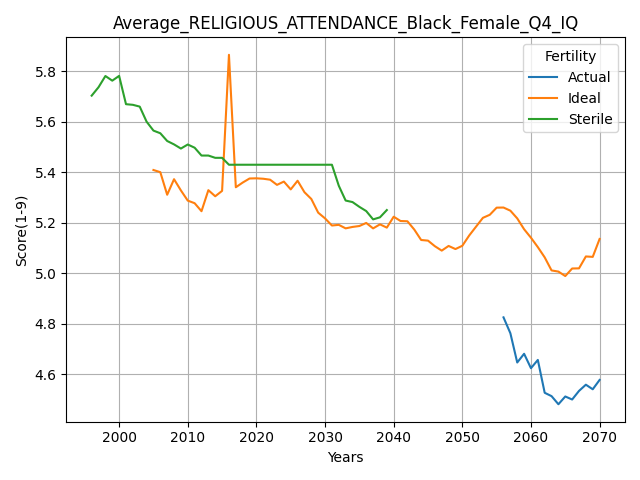 Average_RELIGIOUS_ATTENDANCE_Black_Female_Q4_IQ
Fertility
Actual
Ideal
Sterile
Score(1-9)
5.8
5.6
5.4
5.2
5.0
4.8
4.6
2000 2010 2020 2030 2040 2050 2060 2070
Years